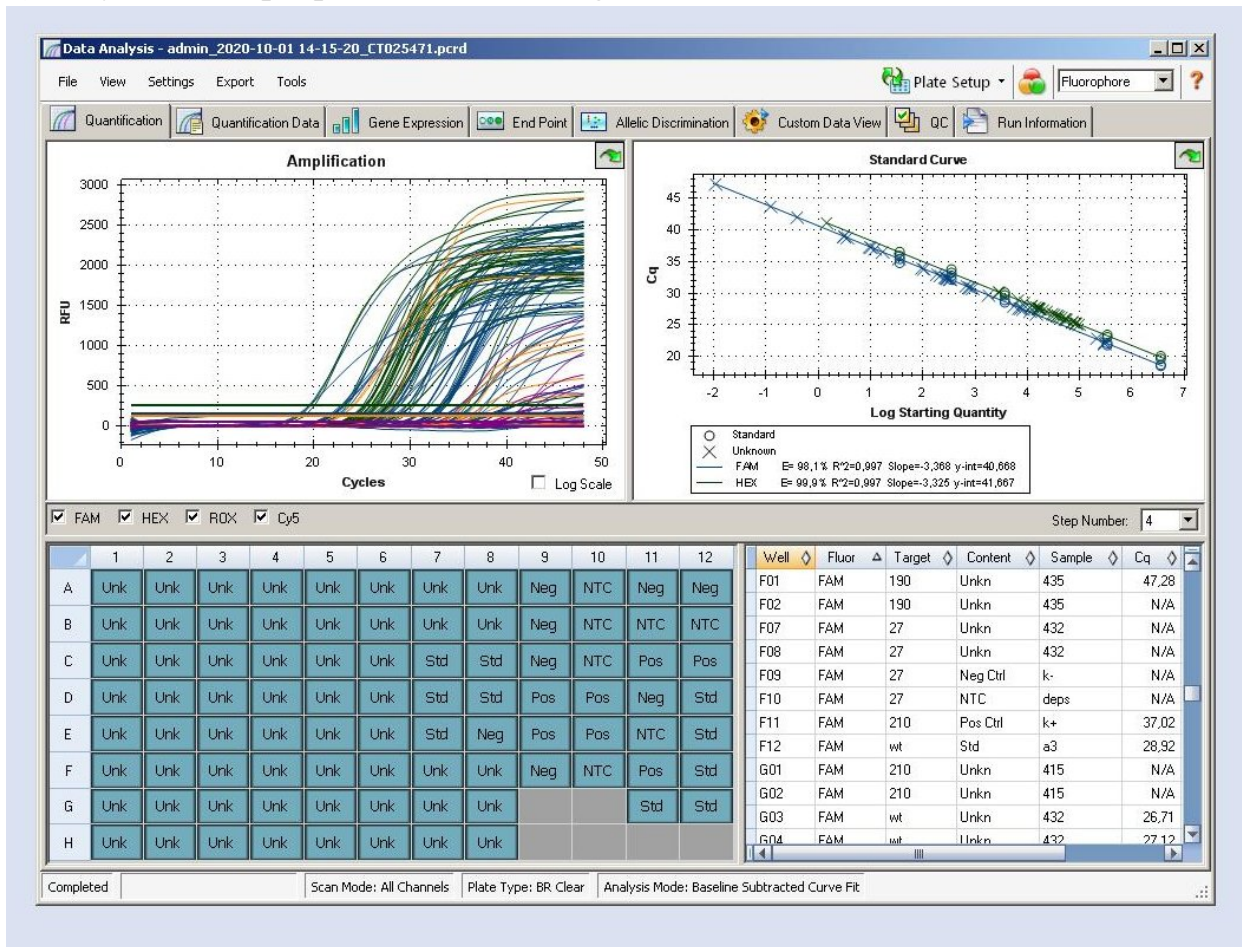 Data Analysis - admin_2020-10-01 14-15-20_CT025471.pcrd
File View Settings Export Tools Plate Setup Fluorophore ?
Quantification Quantification Data Gene Expression End Point Allelic Discrimination Custom Data View QC Run Information
Amplification
3000
2500
2000
1500
1000
500
0
RFU
0 10 20 30 40 50
Cycles
Log Scale
Standard Curve
45
40
35
30
25
20
Cq
-2 -1 0 1 2 3 4 5 6 7
Log Starting Quantity
Standard
Unknown
FAM E= 98,1% R^2=0,997 Slope=-3,368 y-int=40,668
HEX E= 99,9% R^2=0,997 Slope=-3,325 y-int=41,667
FAM HEX ROX Cy5 Step Number: 4
1 2 3 4 5 6 7 8 9 10 11 12
A Unk Unk Unk Unk Unk Unk Unk Unk Neg NTC Neg Neg
B Unk Unk Unk Unk Unk Unk Unk Unk Neg NTC NTC NTC
C Unk Unk Unk Unk Unk Unk Std Std Neg NTC Pos Pos
D Unk Unk Unk Unk Unk Unk Std Std Pos Pos Neg Std
E Unk Unk Unk Unk Unk Unk Std Neg Pos Pos NTC Std
F Unk Unk Unk Unk Unk Unk Unk Unk Neg NTC Pos Std
G Unk Unk Unk Unk Unk Unk Unk Unk Std Std
H Unk Unk Unk Unk Unk Unk Unk Unk
Well Fluor Target Content Sample Cq
F01 FAM 190 Unkn 435 47,28
F02 FAM 190 Unkn 435 N/A
F07 FAM 27 Unkn 432 N/A
F08 FAM 27 Unkn 432 N/A
F09 FAM 27 Neg Ctrl k- N/A
F10 FAM 27 NTC deps N/A
F11 FAM 210 Pos Ctrl k+ 37,02
F12 FAM wt Std a3 28,92
G01 FAM 210 Unkn 415 N/A
G02 FAM 210 Unkn 415 N/A
G03 FAM wt Unkn 432 26,71
G04 FAM wt Unkn 432 27,12
Completed Scan Mode: All Channels Plate Type: BR Clear Analysis Mode: Baseline Subtracted Curve Fit